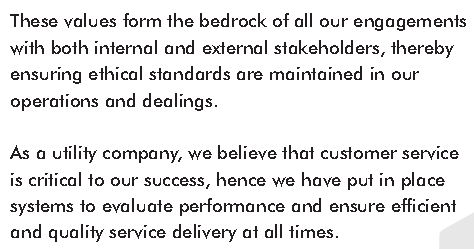 These values form the bedrock of all our engagements
with both internal and external stakeholders, thereby
ensuring ethical standards are maintained in our
operations and dealings.

As a utility company, we believe that customer service
is critical to our success, hence we have put in place
systems to evaluate performance and ensure efficient
and quality service delivery at all times.